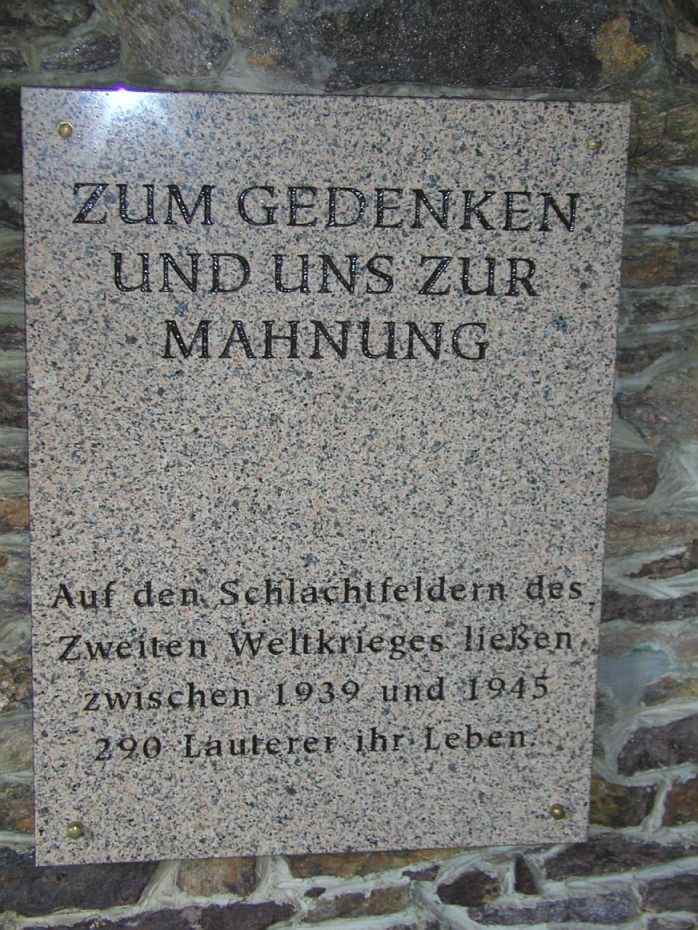 ZUM GEDENKEN
UND UNS ZUR
MAHNUNG
Auf den Schlachtfeldern des
Zweiten Weltkrieges ließen
zwischen 1939 und 1945
290 Lauterer ihr Leben.